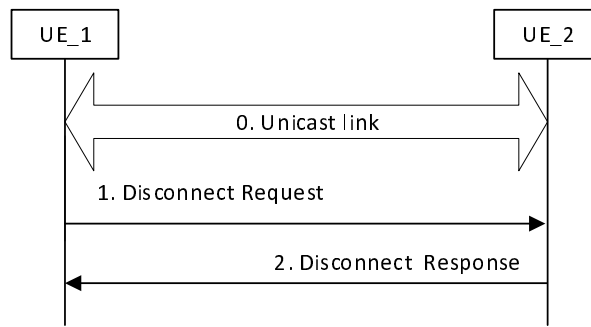 UE_1
UE_2
0. Unicast link
1. Disconnect Request
2. Disconnect Response